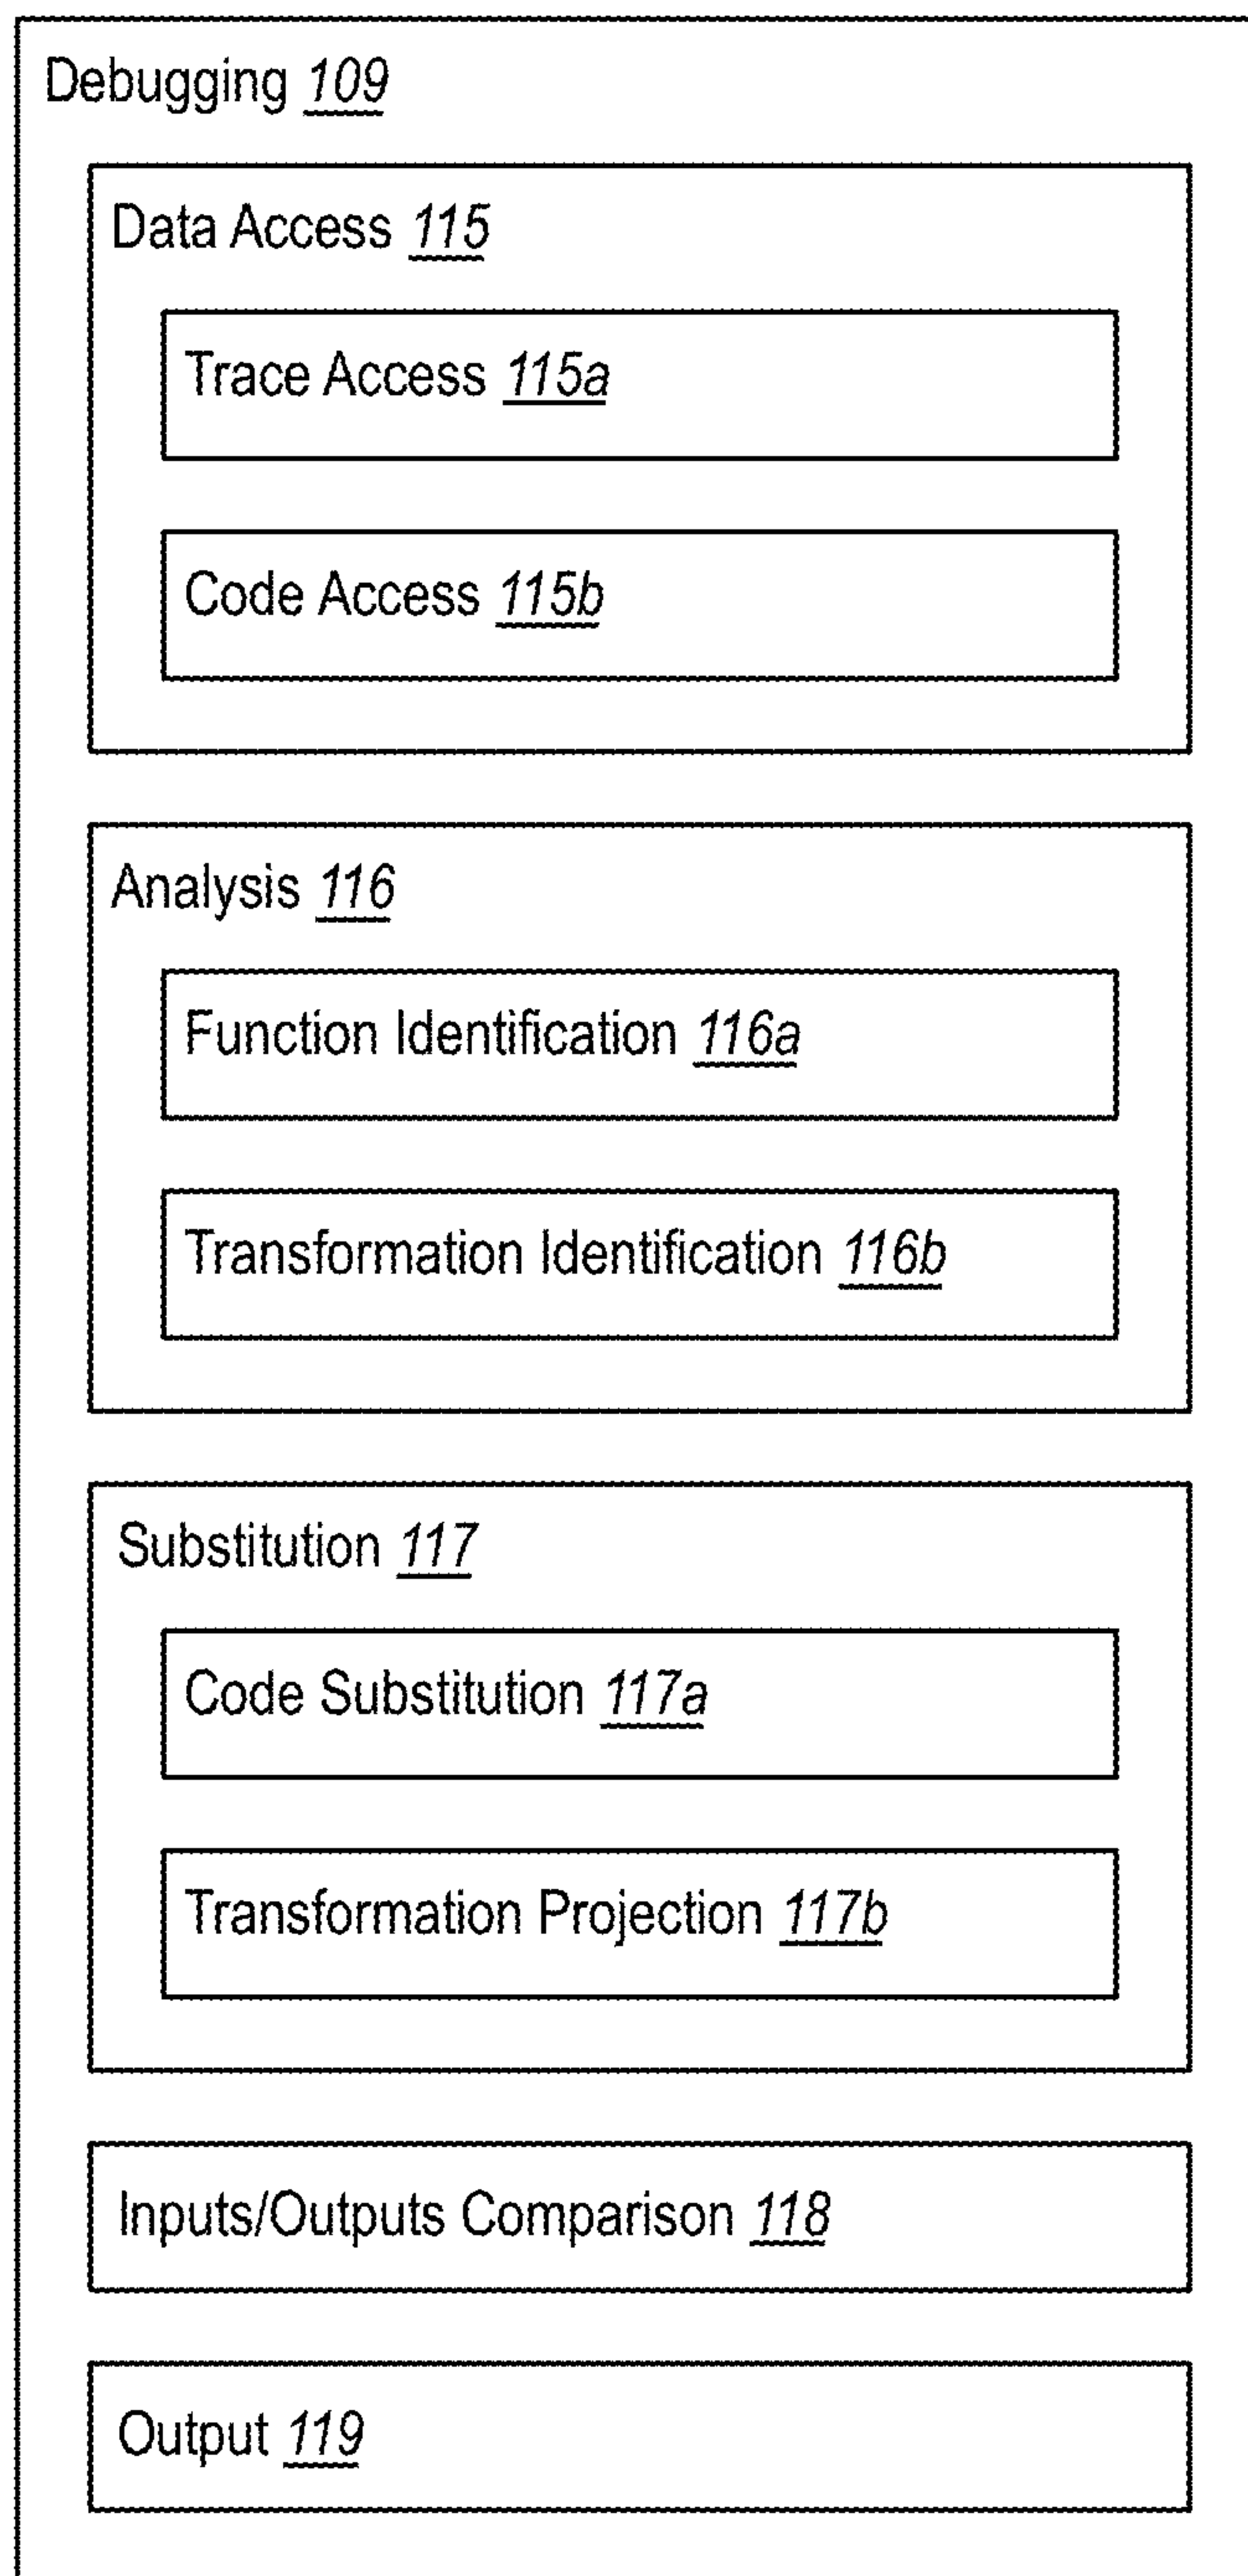 Debugging 109
Data Access 115
Trace Access 115a
Code Access 115b
Analysis 116
Function Identification 116a
Transformation Identification 116b
Substitution 117
Code Substitution 117a
Transformation Projection 117b
Inputs/Outputs Comparison 118
Output 119